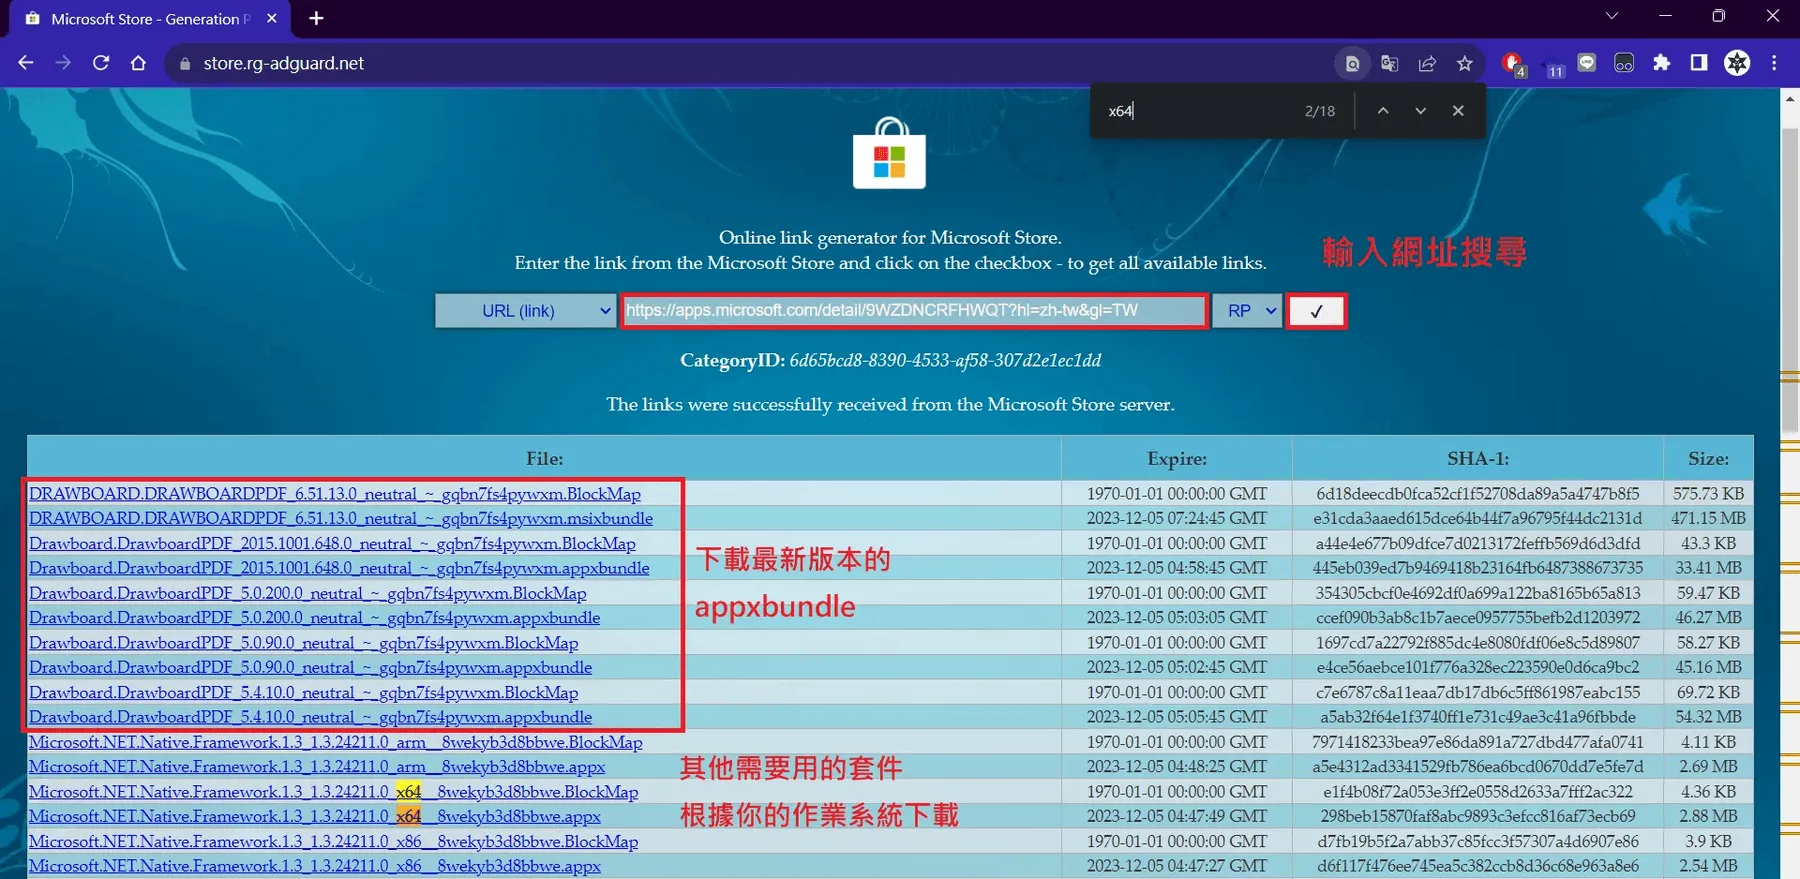 Microsoft Store - Generation P
store.rg-adguard.net
4
11
x64
2/18
Online link generator for Microsoft Store.
Enter the link from the Microsoft Store and click on the checkbox - to get all available links.
輸入網址搜尋
URL (link)
https://apps.microsoft.com/detail/9WZDNCRFHWQT?hl=zh-tw&gl=TW
RP
✓
CategoryID: 6d65bcd8-8390-4533-af58-307d2e1ec1dd
The links were successfully received from the Microsoft Store server.
File: Expire: SHA-1: Size:
DRAWBOARD.DRAWBOARDPDF_6.51.13.0_neutral_~_gqbn7fs4pywxm.BlockMap 1970-01-01 00:00:00 GMT 6d18deecdb0fca52cf1f52708da89a5a4747b8f5 575.73 KB
DRAWBOARD.DRAWBOARDPDF_6.51.13.0_neutral_~_gqbn7fs4pywxm.msixbundle 2023-12-05 07:24:45 GMT e31cda3aaed615dce64b44f7a96795f44dc2131d 471.15 MB
Drawboard.DrawboardPDF_2015.1001.648.0_neutral_~_gqbn7fs4pywxm.BlockMap 1970-01-01 00:00:00 GMT a44e4e677b09dfce7d0213172feffb569d6d3dfd 43.3 KB
Drawboard.DrawboardPDF_2015.1001.648.0_neutral_~_gqbn7fs4pywxm.appxbundle 2023-12-05 04:58:45 GMT 445eb039ed7b9469418b23164fb6487388673735 33.41 MB
Drawboard.DrawboardPDF_5.0.200.0_neutral_~_gqbn7fs4pywxm.BlockMap 1970-01-01 00:00:00 GMT 354305cbcf0e4692df0a699a122ba8165b65a813 59.47 KB
Drawboard.DrawboardPDF_5.0.200.0_neutral_~_gqbn7fs4pywxm.appxbundle 2023-12-05 05:03:05 GMT ccef090b3ab8c1b7aece0957755befb2d1203972 46.27 MB
Drawboard.DrawboardPDF_5.0.90.0_neutral_~_gqbn7fs4pywxm.BlockMap 1970-01-01 00:00:00 GMT 1697cd7a22792f885dc4e8080fdf06e8c5d89807 58.27 KB
Drawboard.DrawboardPDF_5.0.90.0_neutral_~_gqbn7fs4pywxm.appxbundle 2023-12-05 05:02:45 GMT e4ce56aebce101f776a328ec223590e0d6ca9bc2 45.16 MB
Drawboard.DrawboardPDF_5.4.10.0_neutral_~_gqbn7fs4pywxm.BlockMap 1970-01-01 00:00:00 GMT c7e6787c8a11eaa7db17db6c5ff861987eabc155 69.72 KB
Drawboard.DrawboardPDF_5.4.10.0_neutral_~_gqbn7fs4pywxm.appxbundle 2023-12-05 05:05:45 GMT a5ab32f64e1f3740ff1e731c49ae3c41a96fbbde 54.32 MB
下載最新版本的
appxbundle
Microsoft.NET.Native.Framework.1.3_1.3.24211.0_arm__8wekyb3d8bbwe.BlockMap 1970-01-01 00:00:00 GMT 7971418233bea97e86da891a727dbd477afa0741 4.11 KB
Microsoft.NET.Native.Framework.1.3_1.3.24211.0_arm__8wekyb3d8bbwe.appx 2023-12-05 04:48:25 GMT a5e4312ad3341529fb786ea6bcd0670dd7e5fe7d 2.69 MB
Microsoft.NET.Native.Framework.1.3_1.3.24211.0_x64__8wekyb3d8bbwe.BlockMap 1970-01-01 00:00:00 GMT e1f4b08f72a053e3ff2e0558d2633a7fff2ac322 4.36 KB
Microsoft.NET.Native.Framework.1.3_1.3.24211.0_x64__8wekyb3d8bbwe.appx 2023-12-05 04:47:49 GMT 298beb15870faf8abc9893c3efcc816af73ecb69 2.88 MB
Microsoft.NET.Native.Framework.1.3_1.3.24211.0_x86__8wekyb3d8bbwe.BlockMap 1970-01-01 00:00:00 GMT d7fb19b5f2a7abb37c85fcc3f57307a4d6907e86 3.9 KB
Microsoft.NET.Native.Framework.1.3_1.3.24211.0_x86__8wekyb3d8bbwe.appx 2023-12-05 04:47:27 GMT d6f117f476ee745ea5c382ccb8d36c68e963a8e6 2.54 MB
其他需要用的套件
根據你的作業系統下載